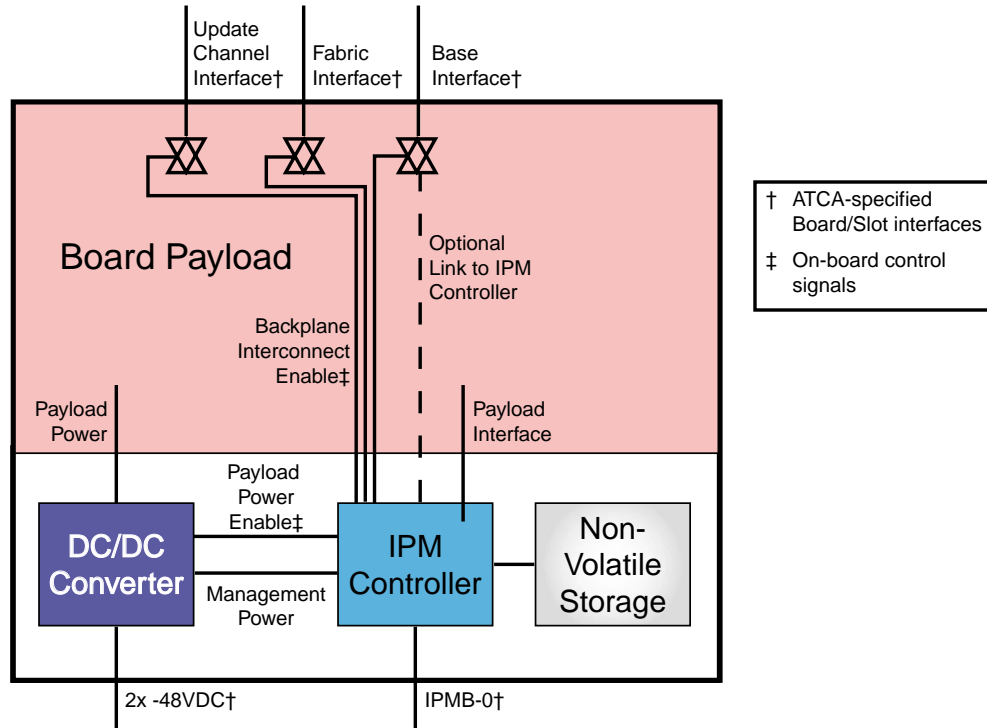 Update
Channel
Interface†
Fabric
Interface†
Base
Interface†
† ATCA-specified
Board/Slot interfaces
‡ On-board control
signals
Board Payload
Optional
Link to IPM
Controller
Backplane
Interconnect
Enable‡
Payload
Power
Payload
Interface
Payload
Power
Enable‡
DC/DC
Converter
IPM
Controller
Non-
Volatile
Storage
Management
Power
2x -48VDC†
IPMB-0†